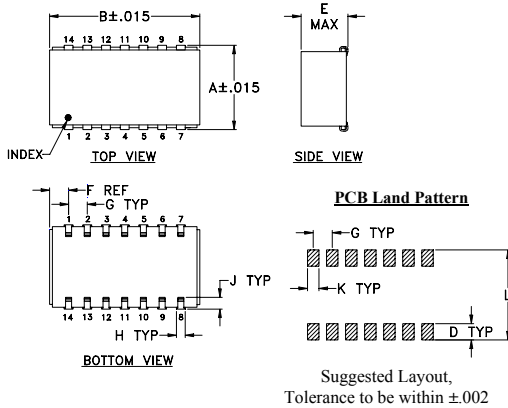 B±.015
14 13 12 11 10 9 8
A±.015
1 2 3 4 5 6 7
INDEX
TOP VIEW
E
MAX
SIDE VIEW
F REF
G TYP
1 2 3 4 5 6 7
J TYP
H TYP
14 13 12 11 10 9 8
BOTTOM VIEW
PCB Land Pattern
G TYP
K TYP
L
D TYP
Suggested Layout,
Tolerance to be within ±.002